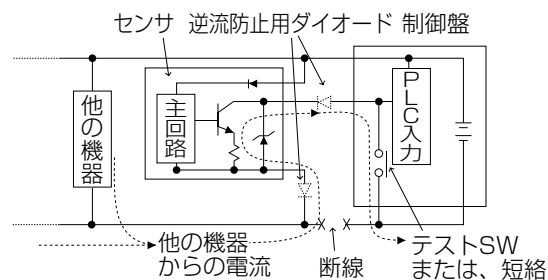 センサ 逆流防止用ダイオード 制御盤
他の機器
主回路
PLC入力
他の機器
からの電流
断線
テストSW
または、短絡